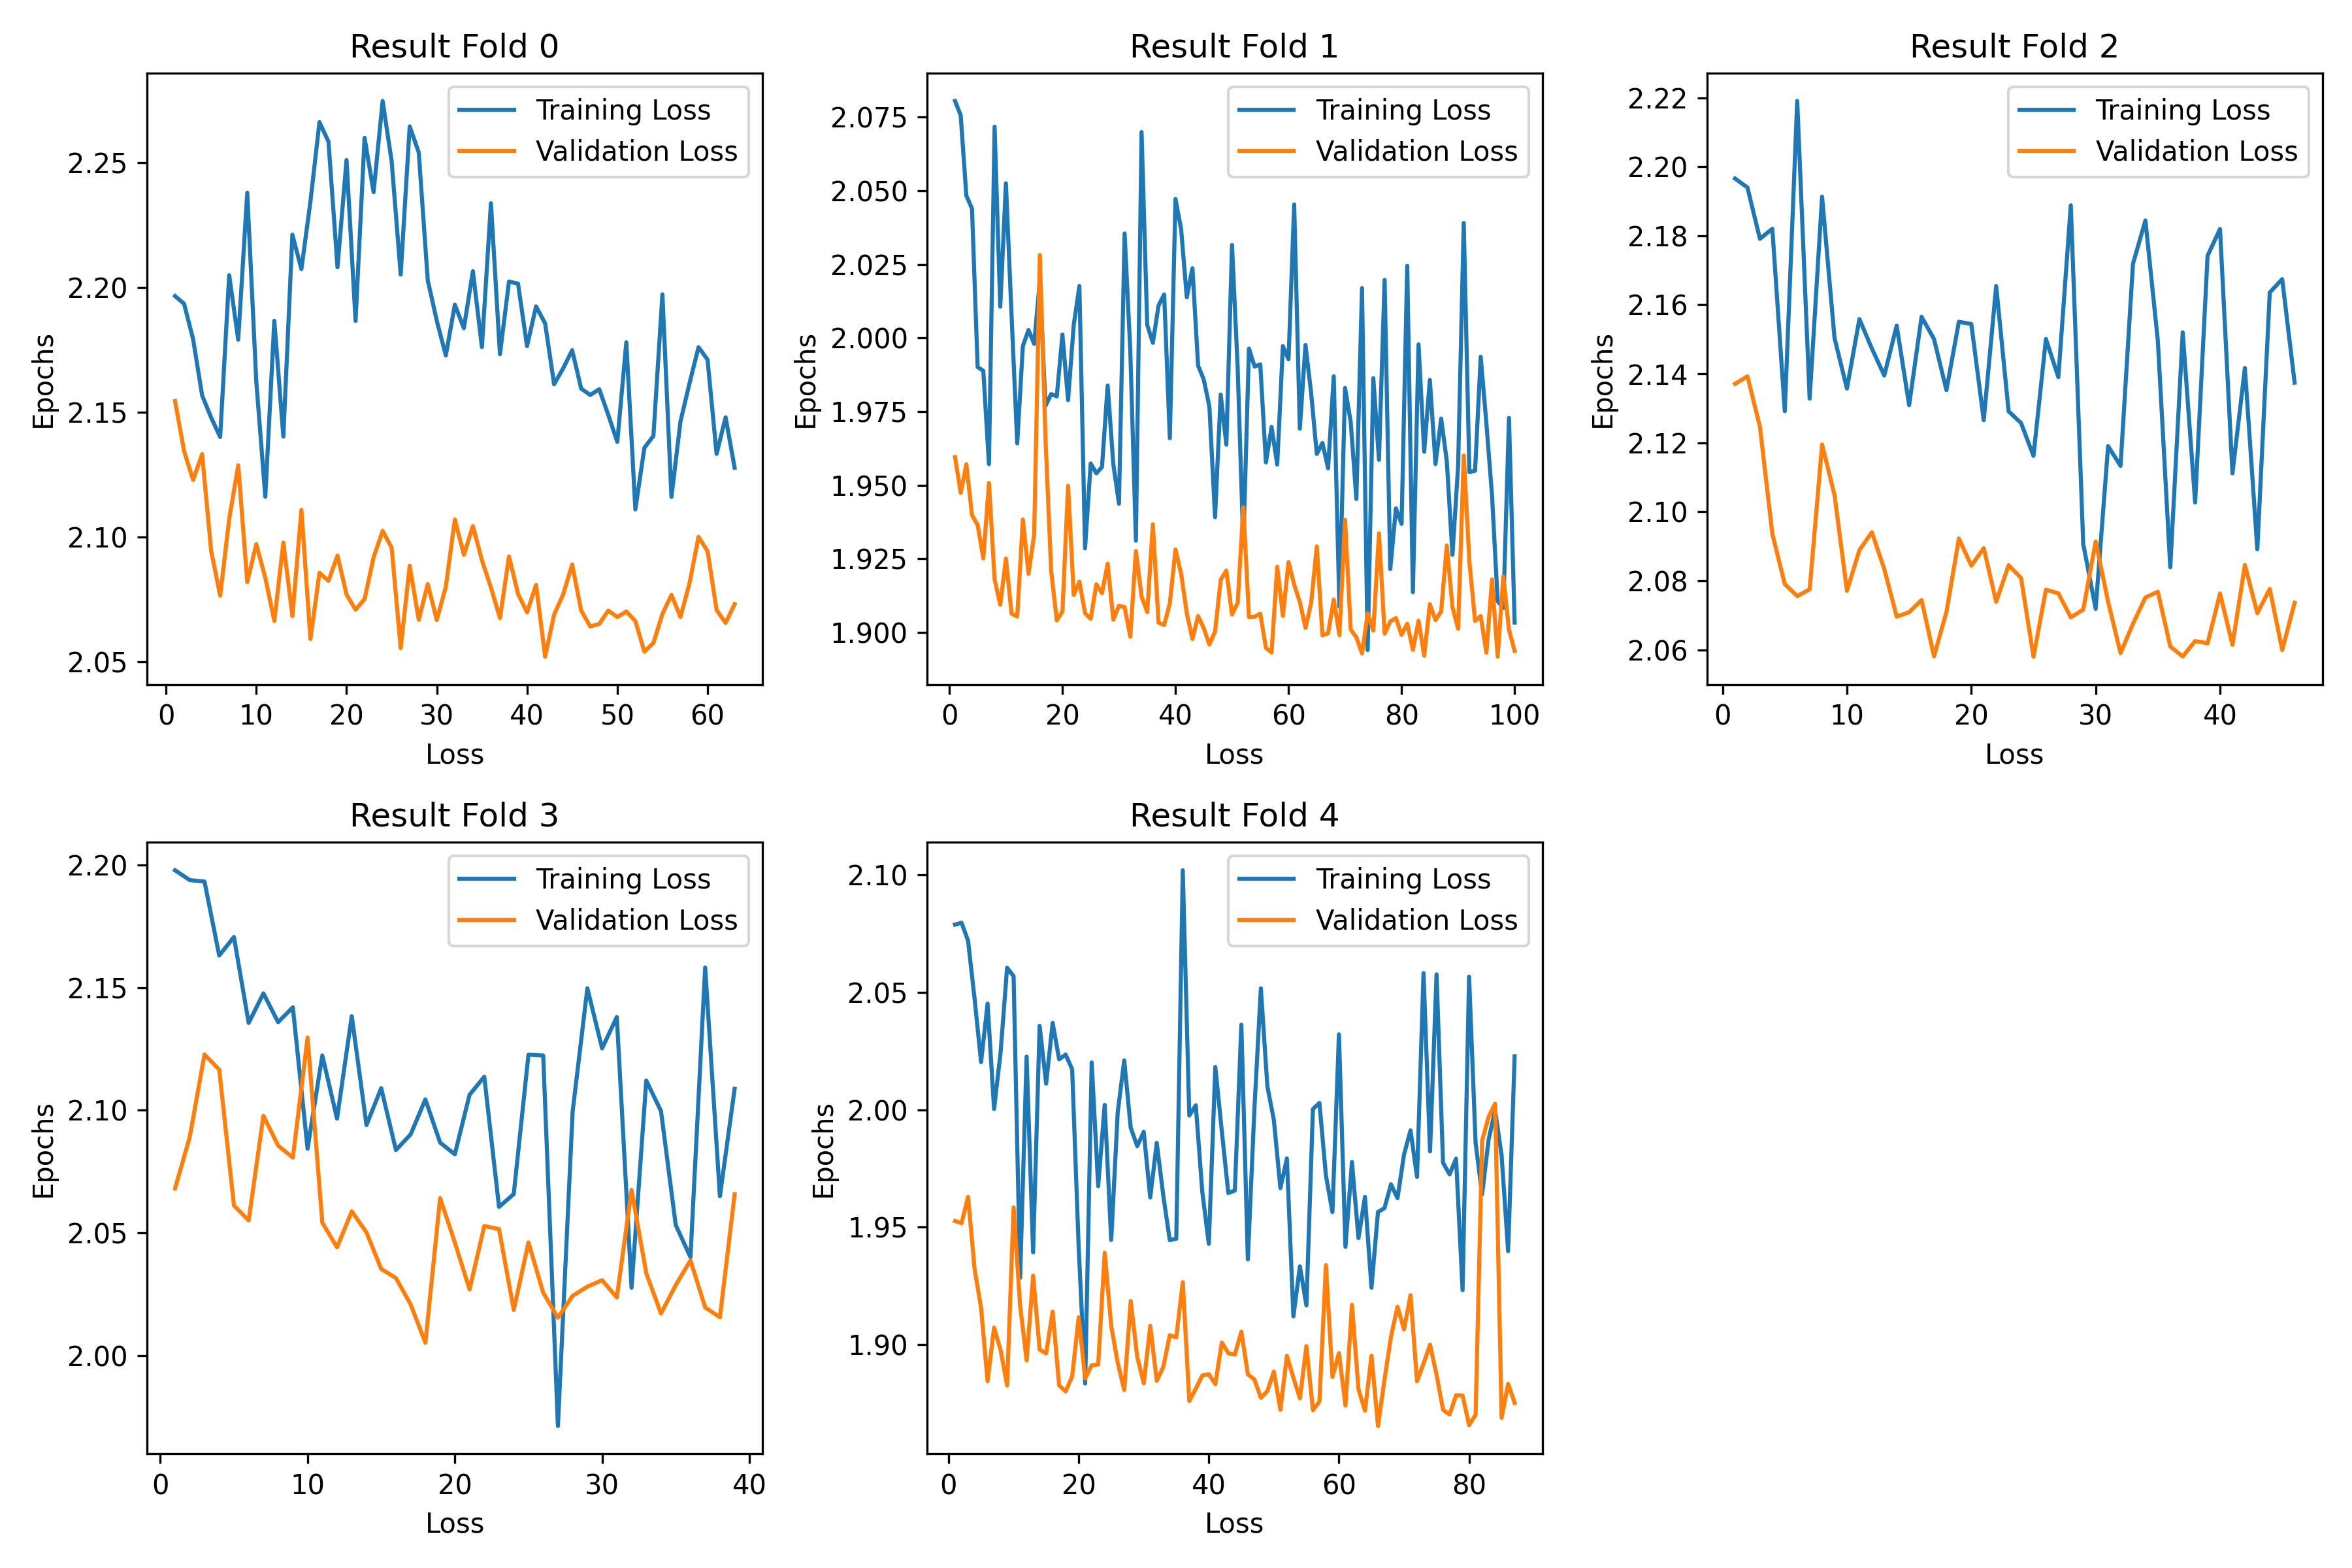 Result Fold 0
Training Loss
Validation Loss
2.25
2.20
2.15
2.10
2.05
Epochs
0 10 20 30 40 50 60
Loss
Result Fold 1
Training Loss
Validation Loss
2.075
2.050
2.025
2.000
1.975
1.950
1.925
1.900
Epochs
0 20 40 60 80 100
Loss
Result Fold 2
Training Loss
Validation Loss
2.22
2.20
2.18
2.16
2.14
2.12
2.10
2.08
2.06
Epochs
0 10 20 30 40
Loss
Result Fold 3
Training Loss
Validation Loss
2.20
2.15
2.10
2.05
2.00
Epochs
0 10 20 30 40
Loss
Result Fold 4
Training Loss
Validation Loss
2.10
2.05
2.00
1.95
1.90
Epochs
0 20 40 60 80
Loss